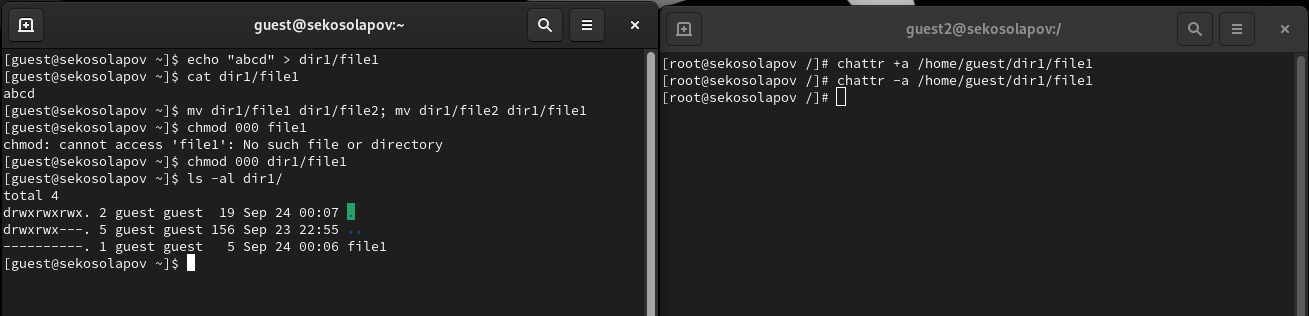 guest@sekosolapov:~
[guest@sekosolapov ~]$ echo "abcd" > dir1/file1
[guest@sekosolapov ~]$ cat dir1/file1
abcd
[guest@sekosolapov ~]$ mv dir1/file1 dir1/file2; mv dir1/file2 dir1/file1
[guest@sekosolapov ~]$ chmod 000 file1
chmod: cannot access 'file1': No such file or directory
[guest@sekosolapov ~]$ chmod 000 dir1/file1
[guest@sekosolapov ~]$ ls -al dir1/
total 4
drwxrwxrwx. 2 guest guest  19 Sep 24 00:07 .
drwxrwx---. 5 guest guest 156 Sep 23 22:55 ..
----------. 1 guest guest   5 Sep 24 00:06 file1
[guest@sekosolapov ~]$
guest2@sekosolapov:/
[root@sekosolapov /]# chattr +a /home/guest/dir1/file1
[root@sekosolapov /]# chattr -a /home/guest/dir1/file1
[root@sekosolapov /]#